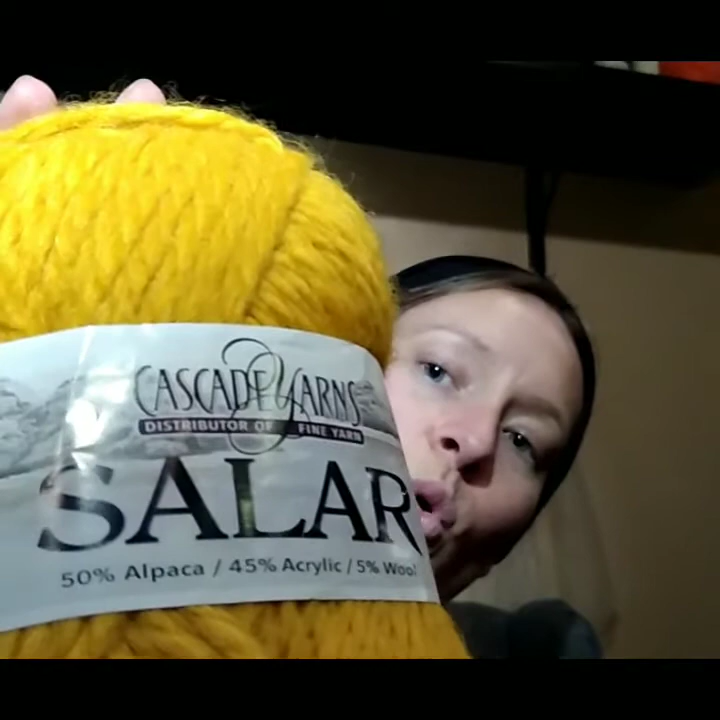 CASCADE YARNS
DISTRIBUTOR OF FINE YARN
SALAR
50% Alpaca / 45% Acrylic / 5% Wool